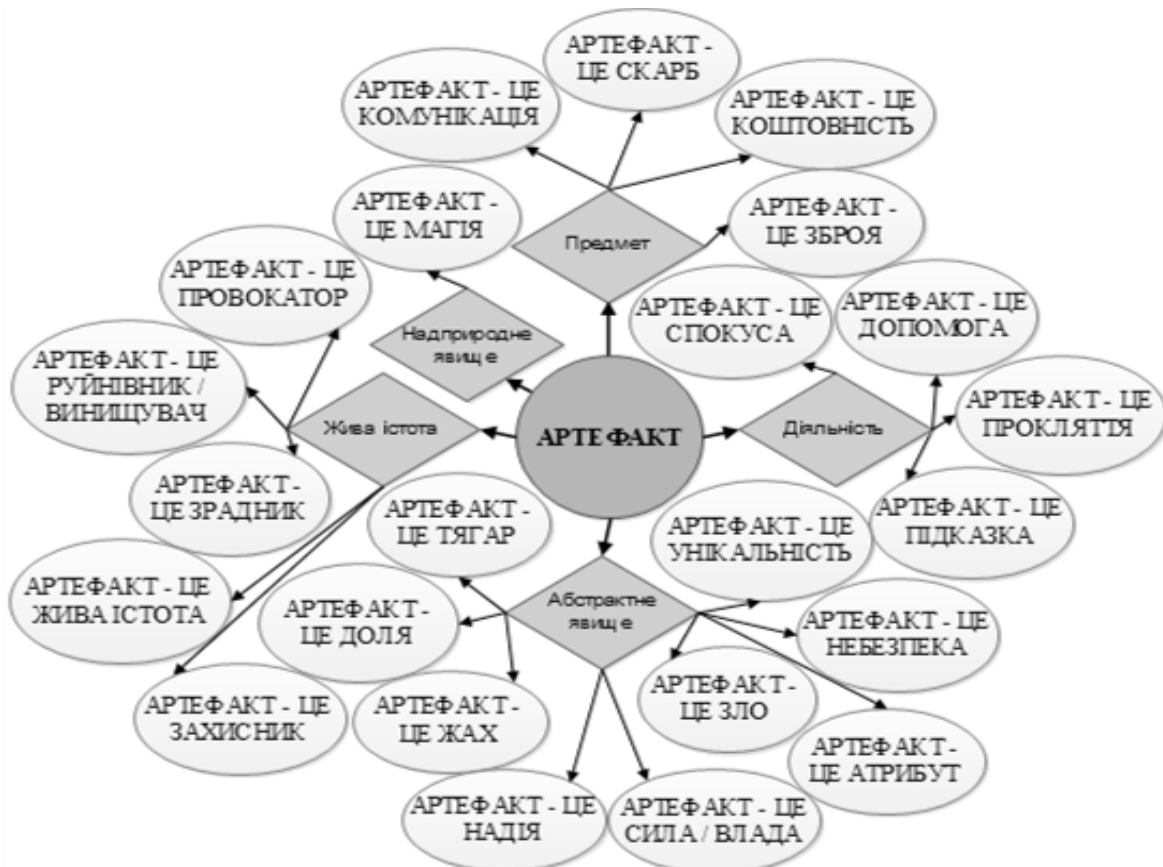 АРТЕФАКТ -
ЦЕ СКАРБ
АРТЕФАКТ - ЦЕ
КОМУНІКАЦІЯ
АРТЕФАКТ - ЦЕ
КОШТОВНІСТЬ
АРТЕФАКТ -
ЦЕ МАГІЯ
Предмет
АРТЕФАКТ -
ЦЕ ЗБРОЯ
АРТЕФАКТ - ЦЕ
ПРОВОКАТОР
АРТЕФАКТ - ЦЕ
СПОКУСА
АРТЕФАКТ - ЦЕ
ДОПОМОГА
Надприродне
явище
АРТЕФАКТ - ЦЕ
РУЙНІВНИК /
ВИНИЩУВАЧ
Жива істота
АРТЕФАКТ
Діяльність
АРТЕФАКТ - ЦЕ
ПРОКЛЯТТЯ
АРТЕФАКТ -
ЦЕ ЗРАДНИК
АРТЕФАКТ -
ЦЕ ТЯГАР
АРТЕФАКТ - ЦЕ
УНІКАЛЬНІСТЬ
АРТЕФАКТ - ЦЕ
ПІДКАЗКА
АРТЕФАКТ - ЦЕ
ЖИВА ІСТОТА
АРТЕФАКТ -
ЦЕ ДОЛЯ
Абстрактне
явище
АРТЕФАКТ - ЦЕ
НЕБЕЗПЕКА
АРТЕФАКТ - ЦЕ
ЗАХИСНИК
АРТЕФАКТ -
ЦЕ ЖАХ
АРТЕФАКТ -
ЦЕ ЗЛО
АРТЕФАКТ -
ЦЕ АТРИБУТ
АРТЕФАКТ - ЦЕ
НАДІЯ
АРТЕФАКТ - ЦЕ
СИЛА / ВЛАДА